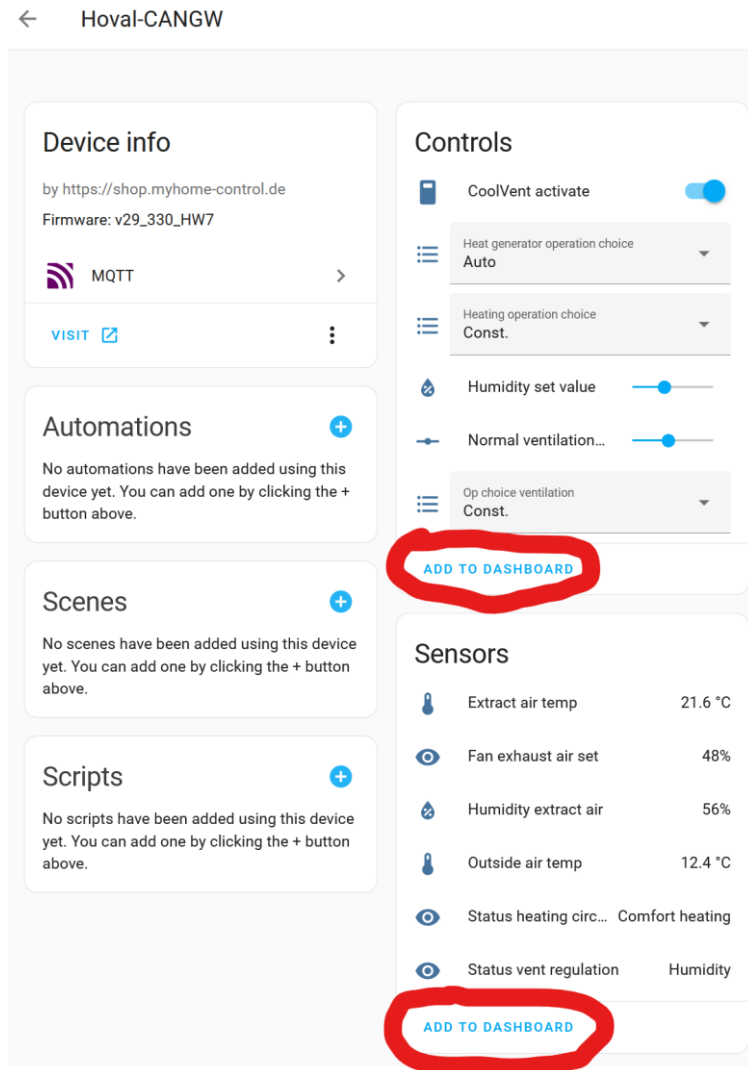 Hoval-CANGW
Device info
by https://shop.myhome-control.de
Firmware: v29_330_HW7
MQTT
VISIT
Automations
No automations have been added using this
device yet. You can add one by clicking the +
button above.
Scenes
No scenes have been added using this device
yet. You can add one by clicking the + button
above.
Scripts
No scripts have been added using this device
yet. You can add one by clicking the + button
above.
Controls
CoolVent activate
Heat generator operation choice
Auto
Heating operation choice
Const.
Humidity set value
Normal ventilation...
Op choice ventilation
Const.
ADD TO DASHBOARD
Sensors
Extract air temp 21.6 °C
Fan exhaust air set 48%
Humidity extract air 56%
Outside air temp 12.4 °C
Status heating circ... Comfort heating
Status vent regulation Humidity
ADD TO DASHBOARD